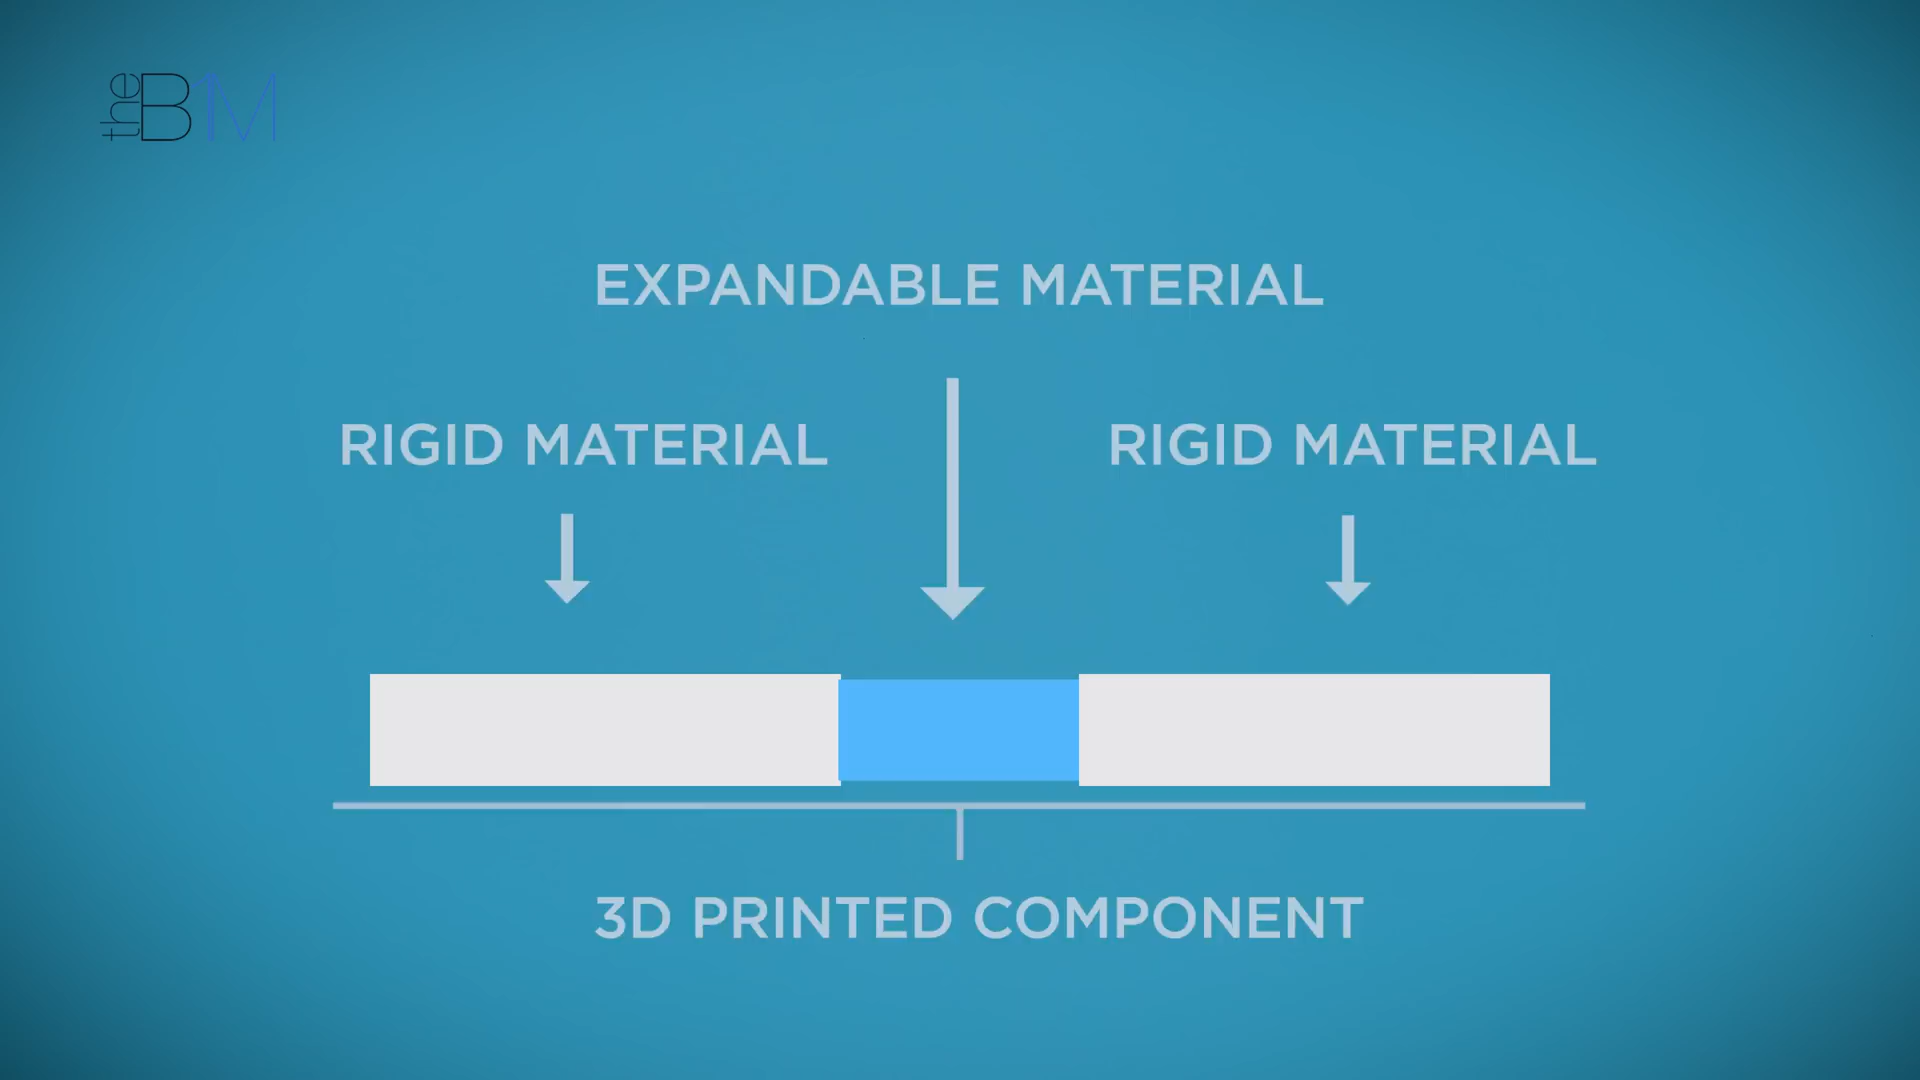 the B1M
EXPANDABLE MATERIAL
RIGID MATERIAL
RIGID MATERIAL
3D PRINTED COMPONENT